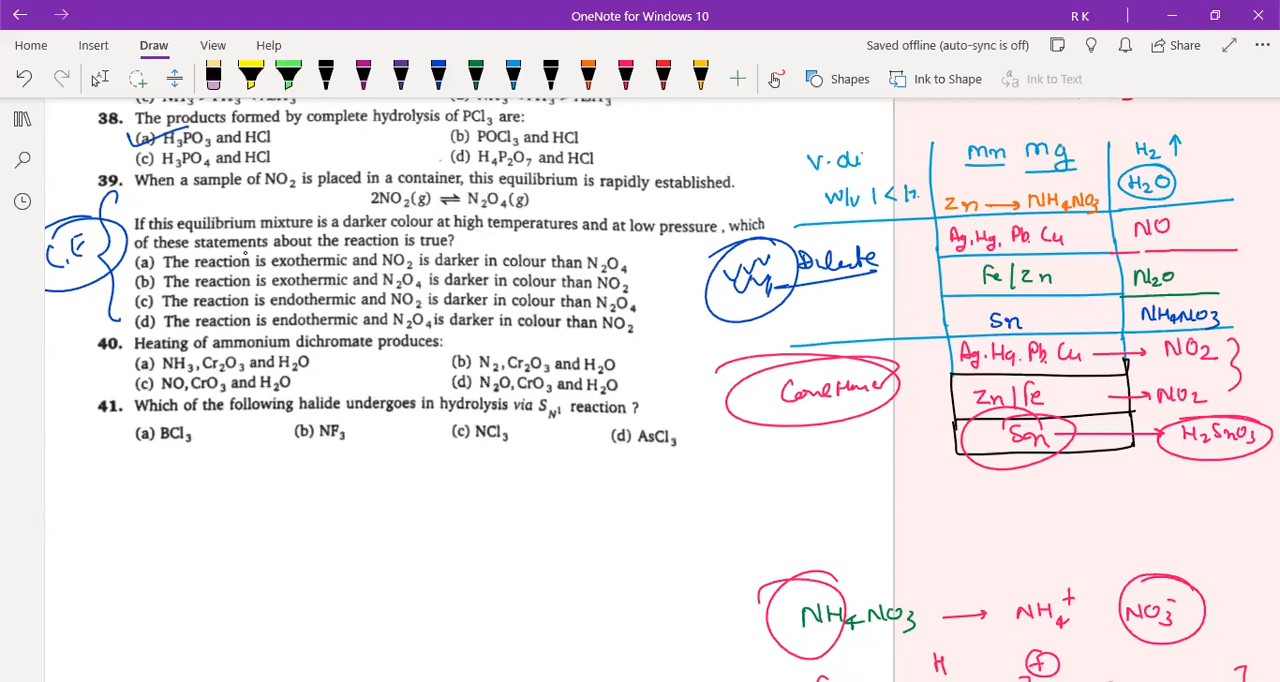 OneNote for Windows 10
R K
Home Insert Draw View Help
Saved offline (auto-sync is off)
Share
Shapes
Ink to Shape
Ink to Text
38. The products formed by complete hydrolysis of PCl₃ are:
(a) H₃PO₃ and HCl (b) POCl₃ and HCl
(c) H₃PO₄ and HCl (d) H₄P₂O₇ and HCl
39. When a sample of NO₂ is placed in a container, this equilibrium is rapidly established.
2NO₂(g) ⇌ N₂O₄(g)
If this equilibrium mixture is a darker colour at high temperatures and at low pressure, which
of these statements about the reaction is true?
(a) The reaction is exothermic and NO₂ is darker in colour than N₂O₄
(b) The reaction is exothermic and N₂O₄ is darker in colour than NO₂
(c) The reaction is endothermic and NO₂ is darker in colour than N₂O₄
(d) The reaction is endothermic and N₂O₄ is darker in colour than NO₂
40. Heating of ammonium dichromate produces:
(a) NH₃, Cr₂O₃ and H₂O (b) N₂, Cr₂O₃ and H₂O
(c) NO, CrO₃ and H₂O (d) N₂O, CrO₃ and H₂O
41. Which of the following halide undergoes in hydrolysis via S_N¹ reaction ?
(a) BCl₃ (b) NF₃ (c) NCl₃ (d) AsCl₃
C.E
V.di
mn mg
H₂ ↑
H₂O
Zn → NH₄NO₃
Ag, Hg, Pb, Cu NO
Dilute
Fe/Zn N₂O
Sn NH₄NO₃
Ag, Hg, Pb, Cu → NO₂
Zn/Fe → NO₂
Sn → H₂SnO₃
NH₄NO₃ → NH₄⁺ NO₃⁻
H +